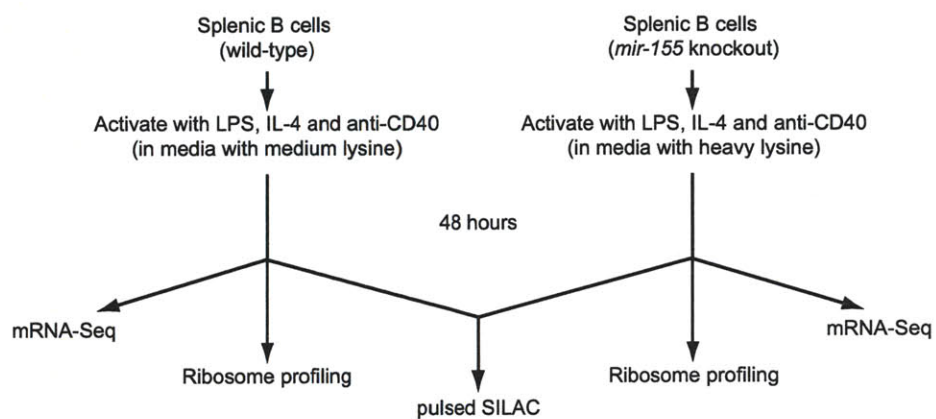 Splenic B cells
(wild-type)
Splenic B cells
(mir-155 knockout)
Activate with LPS, IL-4 and anti-CD40
(in media with medium lysine)
Activate with LPS, IL-4 and anti-CD40
(in media with heavy lysine)
48 hours
mRNA-Seq
Ribosome profiling
pulsed SILAC
Ribosome profiling
mRNA-Seq